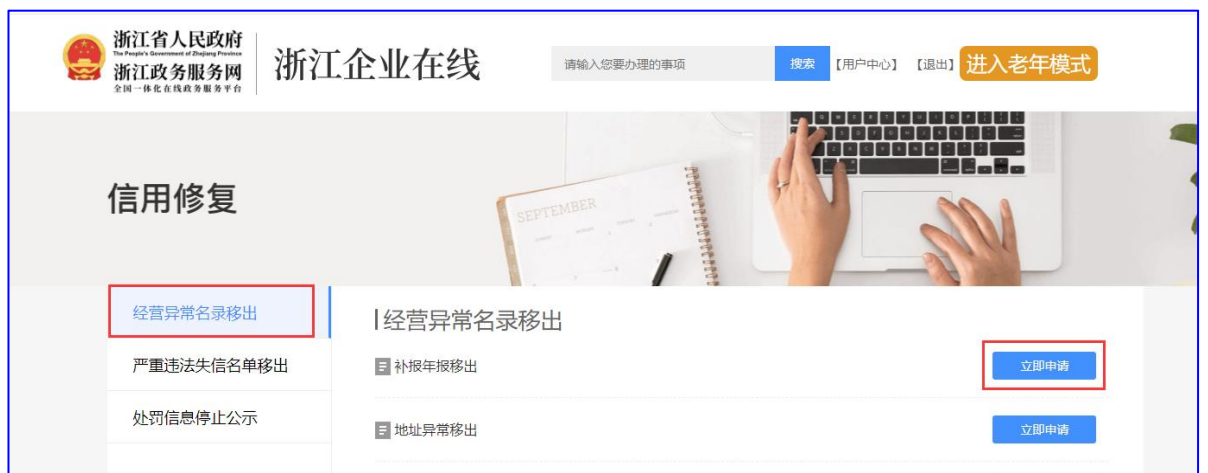 浙江省人民政府
The People's Government of Zhejiang Province
浙江政务服务网
全国一体化在线政务服务平台
浙江企业在线
请输入您要办理的事项
搜索
【用户中心】
【退出】
进入老年模式
信用修复
SEPTEMBER
经营异常名录移出
严重违法失信名单移出
处罚信息停止公示
经营异常名录移出
补报年报移出
立即申请
地址异常移出
立即申请